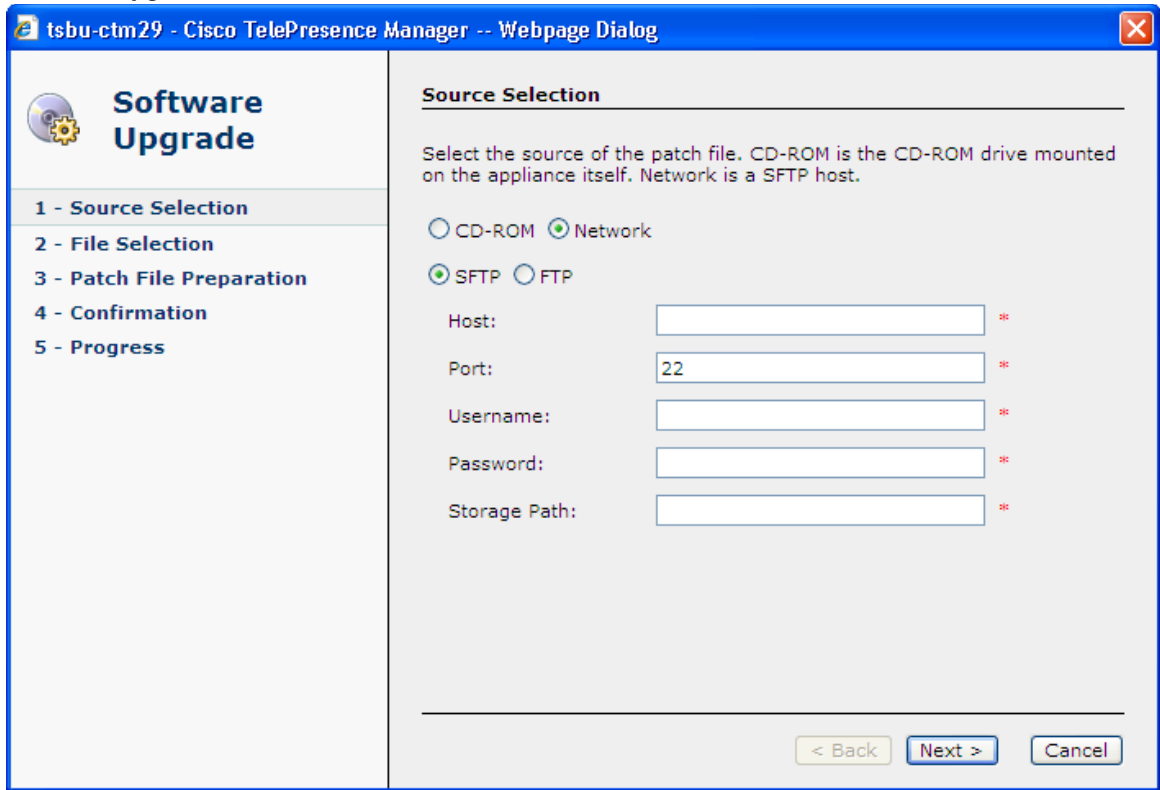 tsbu-ctm29 - Cisco TelePresence Manager -- Webpage Dialog
Software
Upgrade
1 - Source Selection
2 - File Selection
3 - Patch File Preparation
4 - Confirmation
5 - Progress
Source Selection
Select the source of the patch file. CD-ROM is the CD-ROM drive mounted
on the appliance itself. Network is a SFTP host.
CD-ROM Network
SFTP FTP
Host: *
Port: 22 *
Username: *
Password: *
Storage Path: *
< Back Next > Cancel